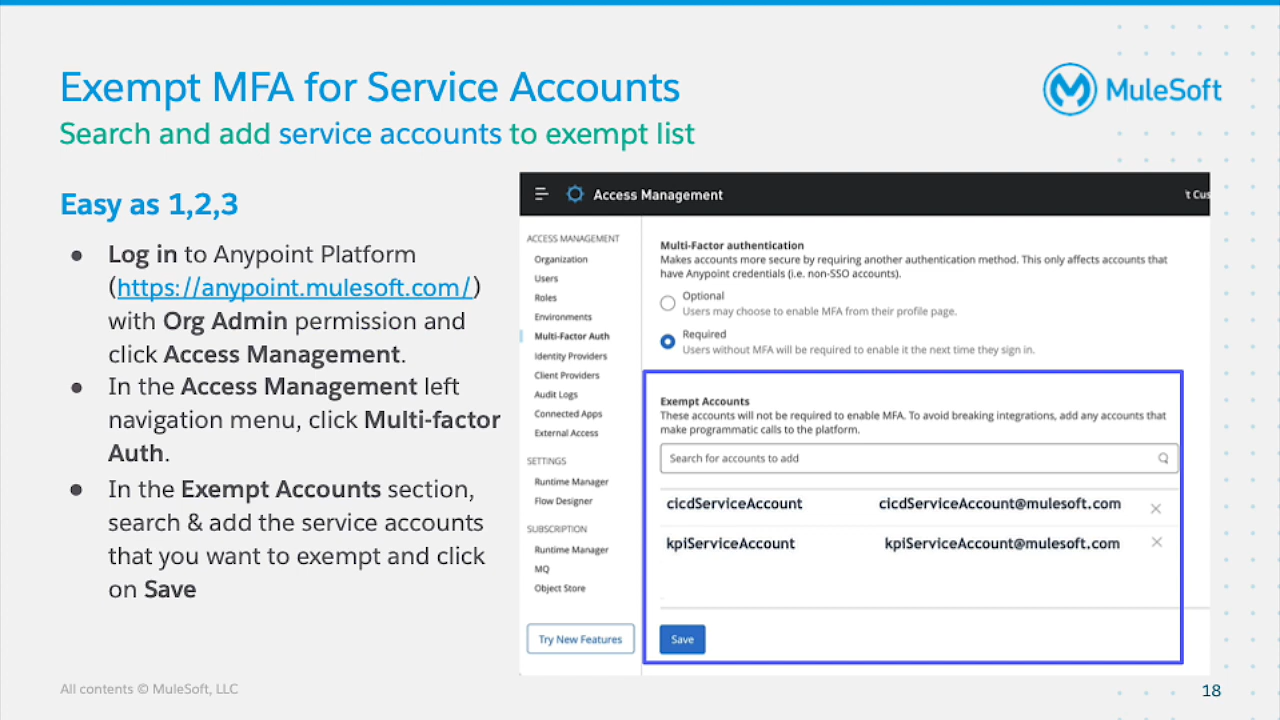 Exempt MFA for Service Accounts
Search and add service accounts to exempt list
MuleSoft
Easy as 1,2,3
● Log in to Anypoint Platform
(https://anypoint.mulesoft.com/)
with Org Admin permission and
click Access Management.
● In the Access Management left
navigation menu, click Multi-factor
Auth.
● In the Exempt Accounts section,
search & add the service accounts
that you want to exempt and click
on Save
Access Management
't Cus
ACCESS MANAGEMENT
Organization
Users
Roles
Environments
Multi-Factor Auth
Identity Providers
Client Providers
Audit Logs
Connected Apps
External Access
SETTINGS
Runtime Manager
Flow Designer
SUBSCRIPTION
Runtime Manager
MQ
Object Store
Try New Features
Multi-Factor authentication
Makes accounts more secure by requiring another authentication method. This only affects accounts that
have Anypoint credentials (i.e. non-SSO accounts).
Optional
Users may choose to enable MFA from their profile page.
Required
Users without MFA will be required to enable it the next time they sign in.
Exempt Accounts
These accounts will not be required to enable MFA. To avoid breaking integrations, add any accounts that
make programmatic calls to the platform.
Search for accounts to add
cicdServiceAccount cicdServiceAccount@mulesoft.com
kpiServiceAccount kpiServiceAccount@mulesoft.com
Save
All contents © MuleSoft, LLC
18